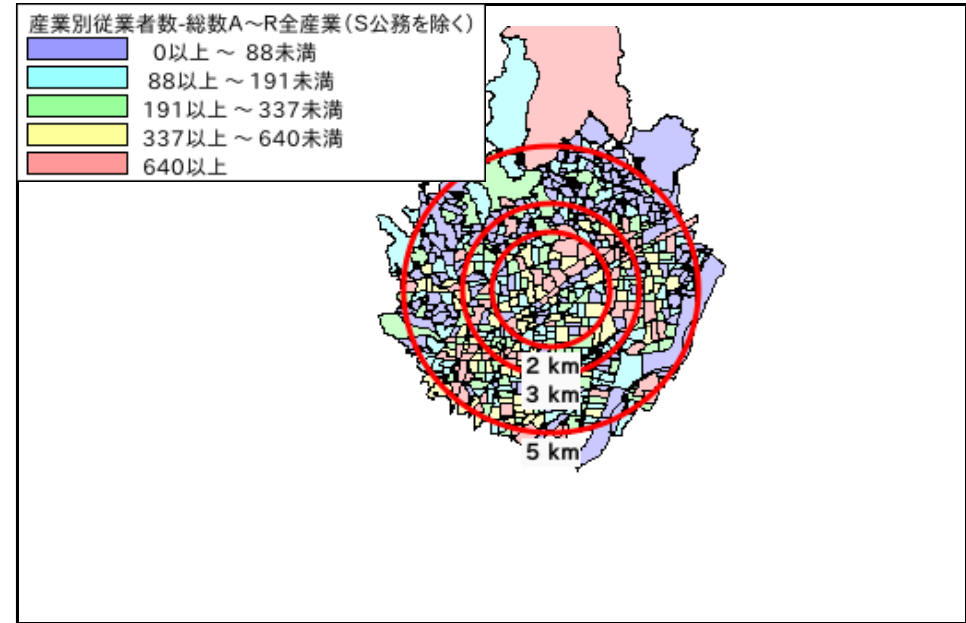 産業別従業者数-総数A～R全産業（S公務を除く）
0以上 ～ 88未満
88以上 ～ 191未満
191以上 ～ 337未満
337以上 ～ 640未満
640以上
2 km
3 km
5 km